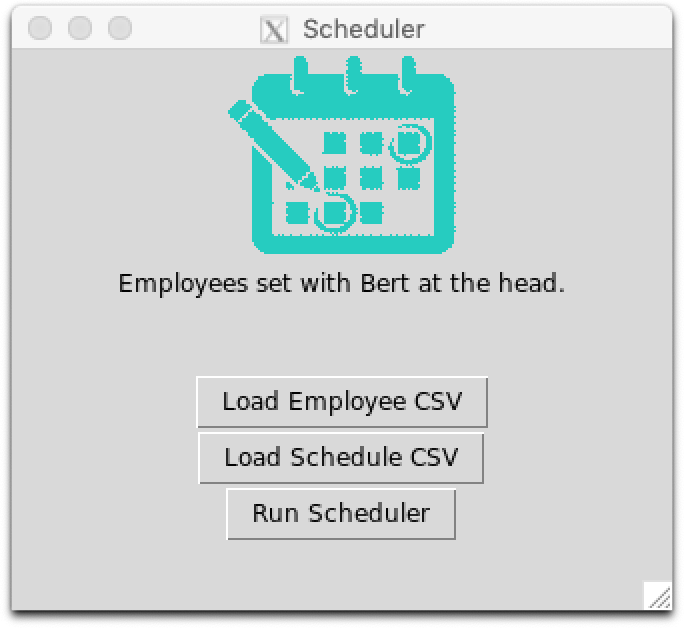 Scheduler
Employees set with Bert at the head.
Load Employee CSV
Load Schedule CSV
Run Scheduler